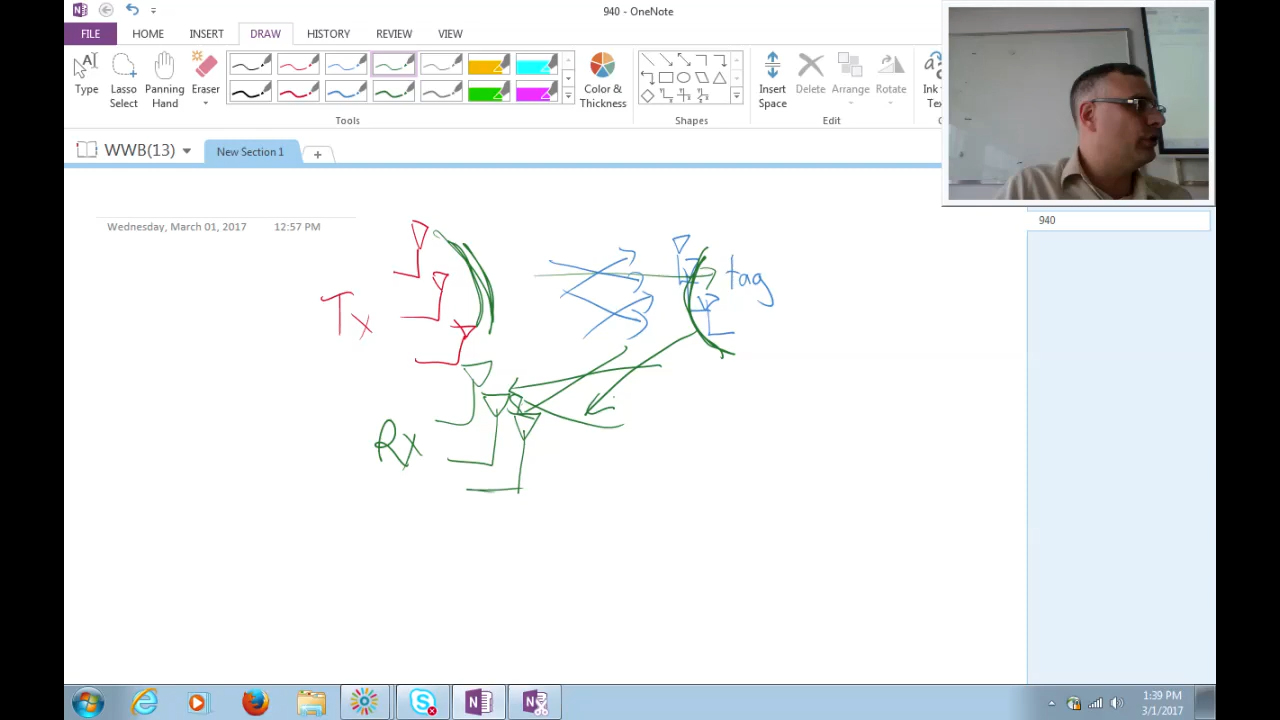 940 - OneNote
FILE HOME INSERT DRAW HISTORY REVIEW VIEW
Type
Lasso Select
Panning Hand
Eraser
Color & Thickness
Insert Space
Delete
Arrange
Rotate
Ink to
Tools
Shapes
Edit
WWB(13)
New Section 1
940
Wednesday, March 01, 2017 12:57 PM
tag
Tx
Rx
1:39 PM
3/1/2017